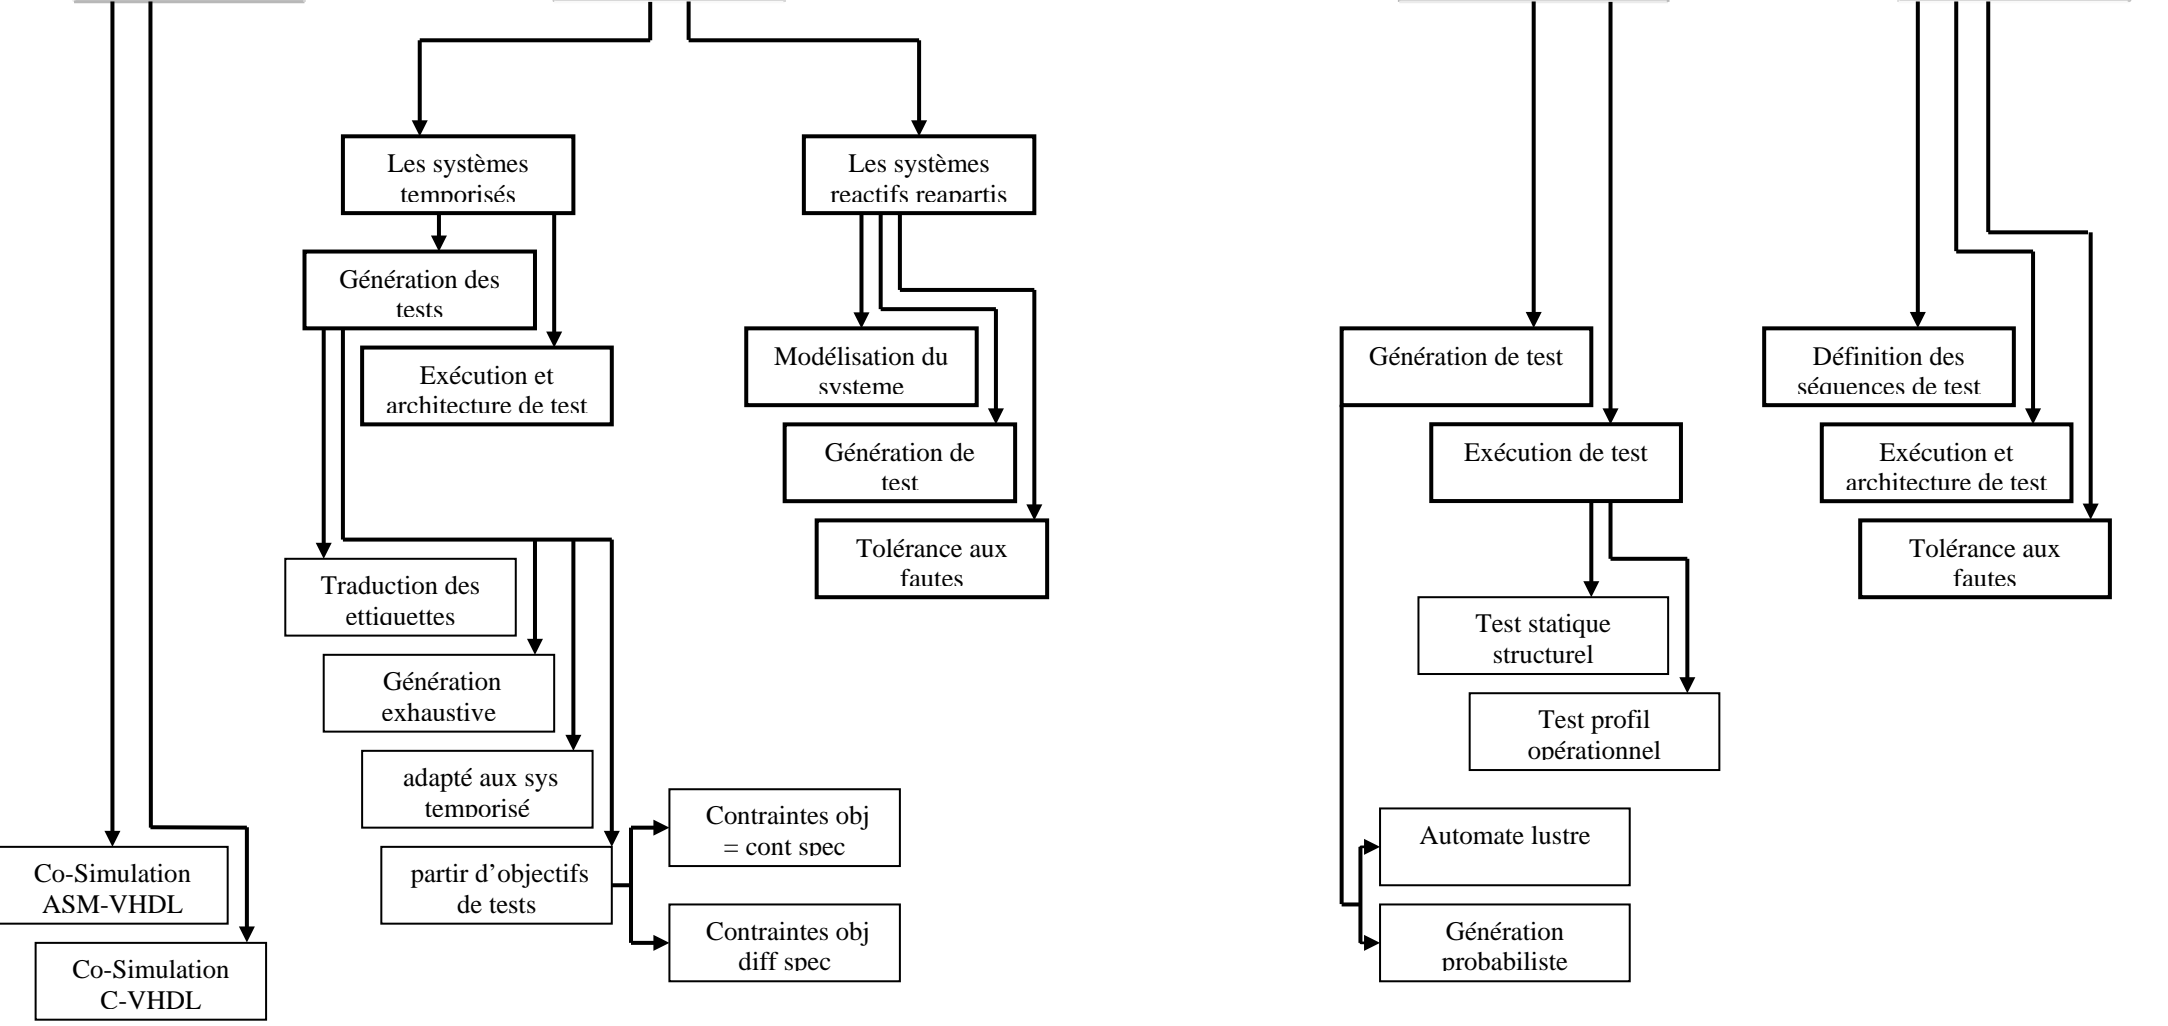 Les systèmes
temporisés
Les systèmes
reactifs reapartis
Génération des
tests
Exécution et
architecture de test
Modélisation du
systeme
Génération de
test
Tolérance aux
fautes
Traduction des
ettiquettes
Génération
exhaustive
adapté aux sys
temporisé
partir d’objectifs
de tests
Contraintes obj
= cont spec
Contraintes obj
diff spec
Co-Simulation
ASM-VHDL
Co-Simulation
C-VHDL
Génération de test
Exécution de test
Test statique
structurel
Test profil
opérationnel
Automate lustre
Génération
probabiliste
Définition des
séquences de test
Exécution et
architecture de test
Tolérance aux
fautes